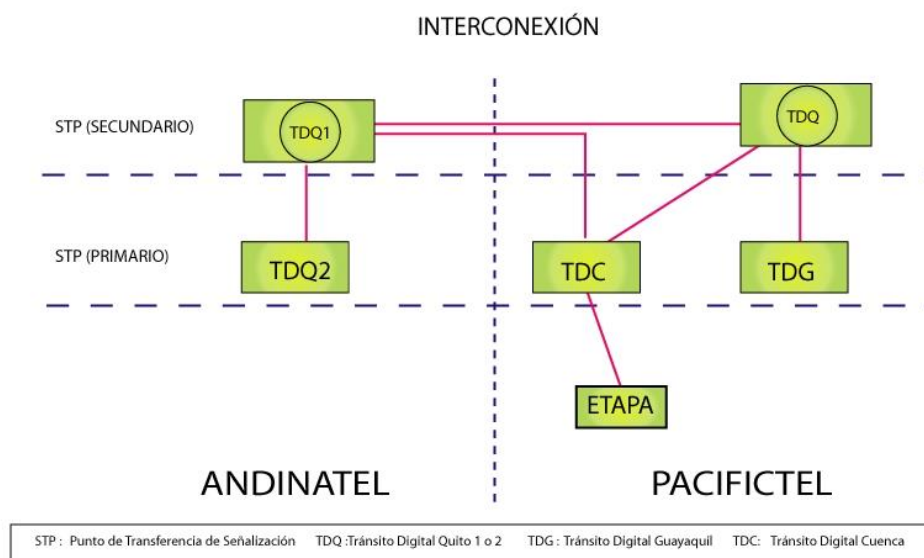 INTERCONEXIÓN
STP (SECUNDARIO)
TDQ1
TDQ
STP (PRIMARIO)
TDQ2
TDC
TDG
ETAPA
ANDINATEL
PACIFICTEL
STP : Punto de Transferencia de Señalización TDQ :Tránsito Digital Quito 1 o 2 TDG : Tránsito Digital Guayaquil TDC: Tránsito Digital Cuenca